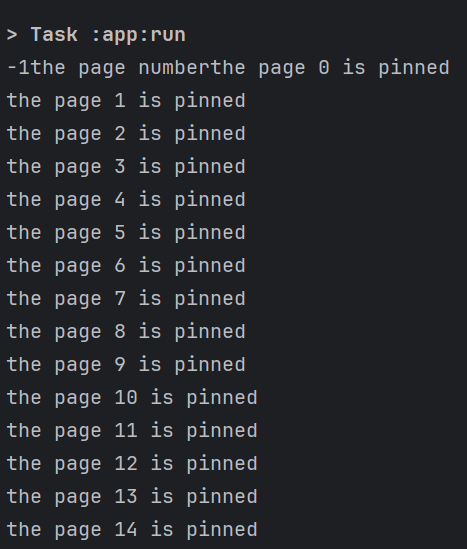 > Task :app:run
-1the page numberthe page 0 is pinned
the page 1 is pinned
the page 2 is pinned
the page 3 is pinned
the page 4 is pinned
the page 5 is pinned
the page 6 is pinned
the page 7 is pinned
the page 8 is pinned
the page 9 is pinned
the page 10 is pinned
the page 11 is pinned
the page 12 is pinned
the page 13 is pinned
the page 14 is pinned